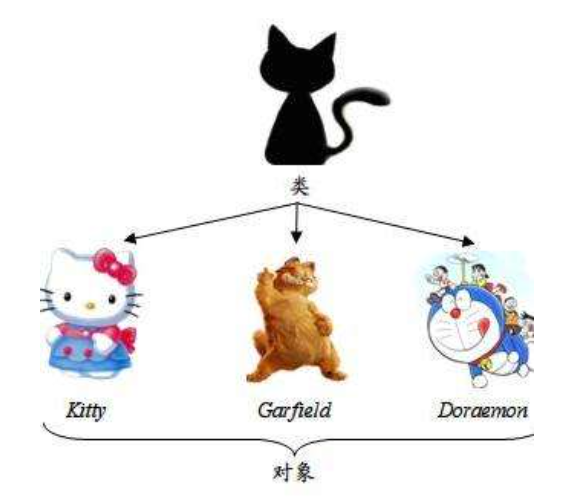 类
Kitty Garfield Doraemon
对象